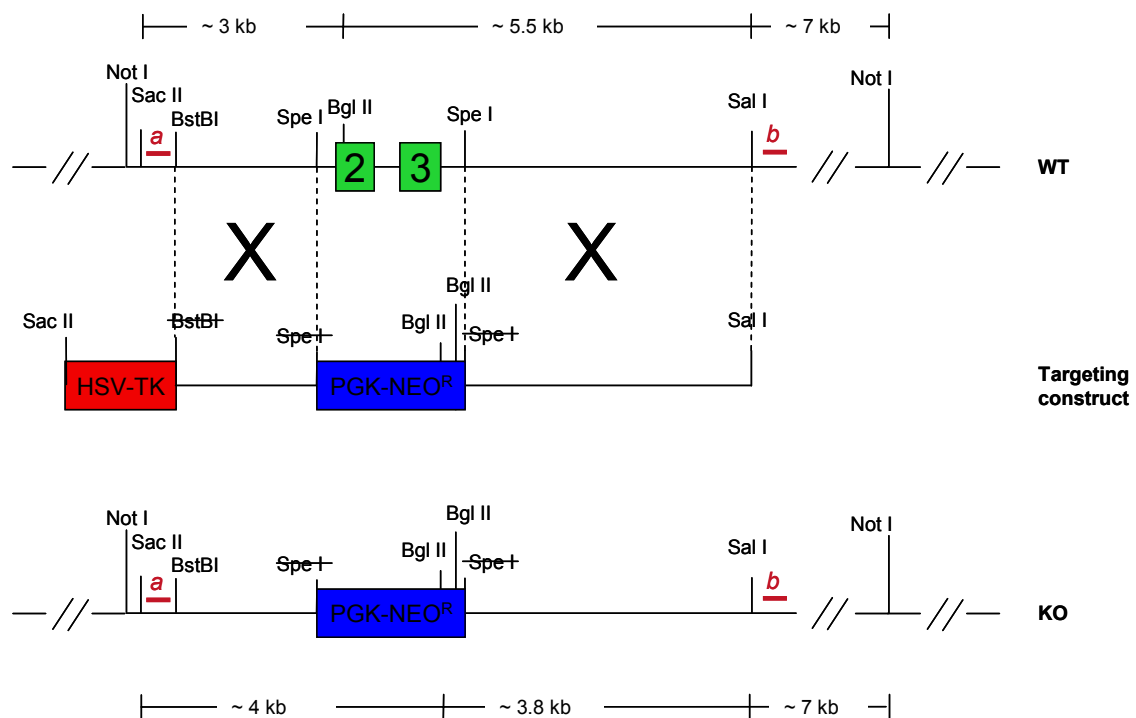 ~ 3 kb ~ 5.5 kb ~ 7 kb
Not I Not I
Sac II
BstBI Spe I Bgl II Spe I Sal I
a b
2 3 WT
X X
Bgl II
Sac II BstBI Spe I Bgl II Spe I Sal I
HSV-TK PGK-NEOR Targeting
construct
Bgl II
Not I Not I
Sac II
BstBI Spe I Bgl II Spe I Sal I
a b
PGK-NEOR KO
~ 4 kb ~ 3.8 kb ~ 7 kb